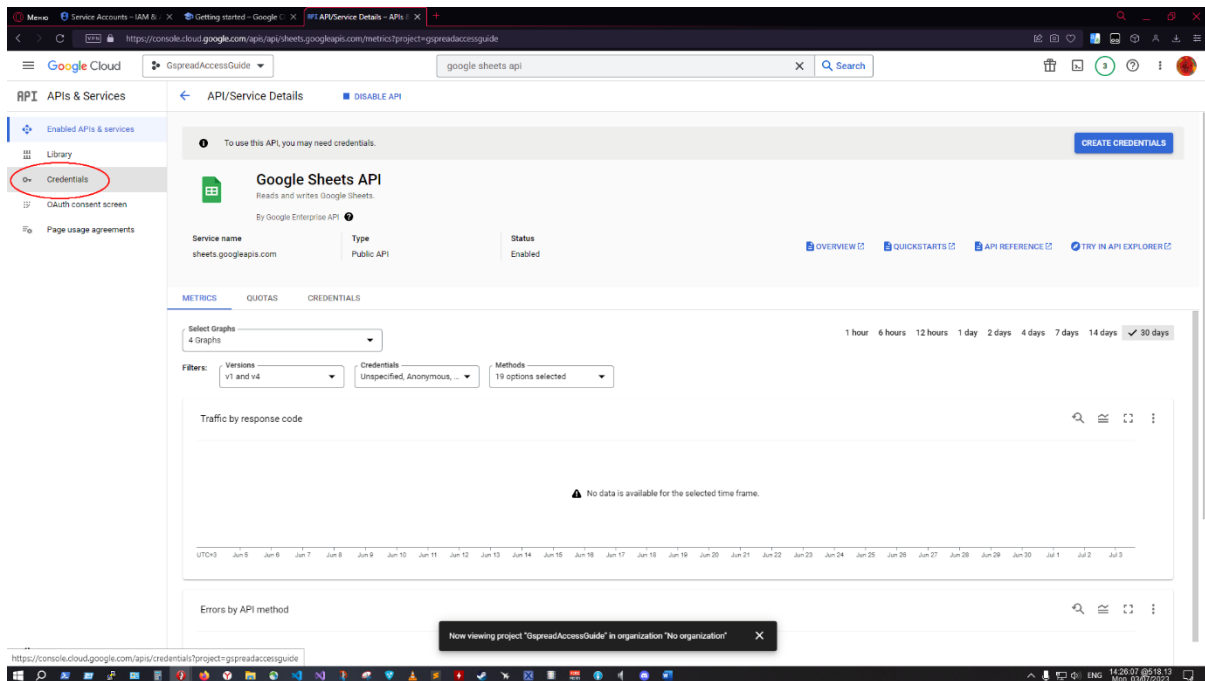 Меню
Service Accounts – IAM &
Getting started – Google C
API API/Service Details – APIs &
VPN
https://console.cloud.google.com/apis/api/sheets.googleapis.com/metrics?project=gspreadaccessguide
Google Cloud
GspreadAccessGuide
google sheets api
Search
3
API APIs & Services
API/Service Details
DISABLE API
Enabled APIs & services
Library
Credentials
OAuth consent screen
Page usage agreements
To use this API, you may need credentials.
CREATE CREDENTIALS
Google Sheets API
Reads and writes Google Sheets.
By Google Enterprise API
Service name Type Status
sheets.googleapis.com Public API Enabled
OVERVIEW QUICKSTARTS API REFERENCE TRY IN API EXPLORER
METRICS QUOTAS CREDENTIALS
Select Graphs
4 Graphs
1 hour 6 hours 12 hours 1 day 2 days 4 days 7 days 14 days 30 days
Filters:
Versions
v1 and v4
Credentials
Unspecified, Anonymous, ...
Methods
19 options selected
Traffic by response code
No data is available for the selected time frame.
UTC+3 Jun 5 Jun 6 Jun 7 Jun 8 Jun 9 Jun 10 Jun 11 Jun 12 Jun 13 Jun 14 Jun 15 Jun 16 Jun 17 Jun 18 Jun 19 Jun 20 Jun 21 Jun 22 Jun 23 Jun 24 Jun 25 Jun 26 Jun 27 Jun 28 Jun 29 Jun 30 Jul 1 Jul 2 Jul 3
Errors by API method
Now viewing project "GspreadAccessGuide" in organization "No organization"
https://console.cloud.google.com/apis/credentials?project=gspreadaccessguide
ENG
14:26:07 @518.13
Mon, 03/07/2023